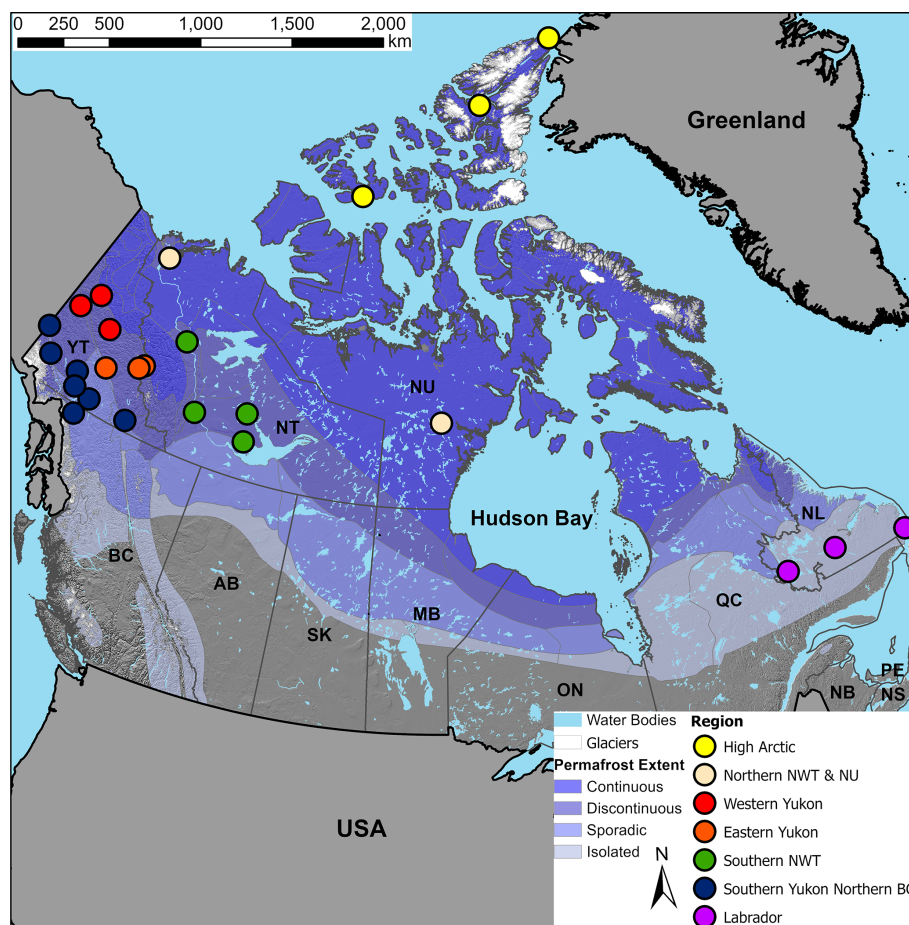 0 250 500 1,000 1,500 2,000
km
Greenland
YT
NU
NT
Hudson Bay
NL
BC
AB
QC
MB
SK
PE
ON
NB
NS
USA
Water Bodies
Glaciers
Permafrost Extent
Continuous
Discontinuous
Sporadic
Isolated
N
Region
High Arctic
Northern NWT & NU
Western Yukon
Eastern Yukon
Southern NWT
Southern Yukon Northern BC
Labrador